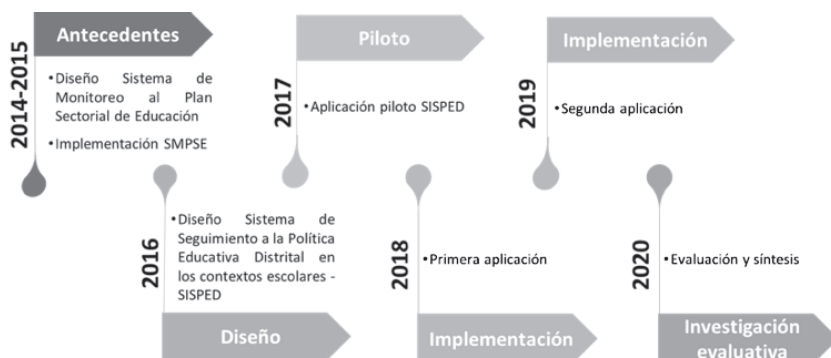 Antecedentes
2014-2015
•Diseño Sistema de
Monitoreo al Plan
Sectorial de Educación
•Implementación SMPSE
2016
•Diseño Sistema de
Seguimiento a la Política
Educativa Distrital en
los contextos escolares -
SISPED
Diseño
Piloto
2017
•Aplicación piloto SISPED
2018
•Primera aplicación
Implementación
Implementación
2019
•Segunda aplicación
2020
•Evaluación y síntesis
Investigación
evaluativa